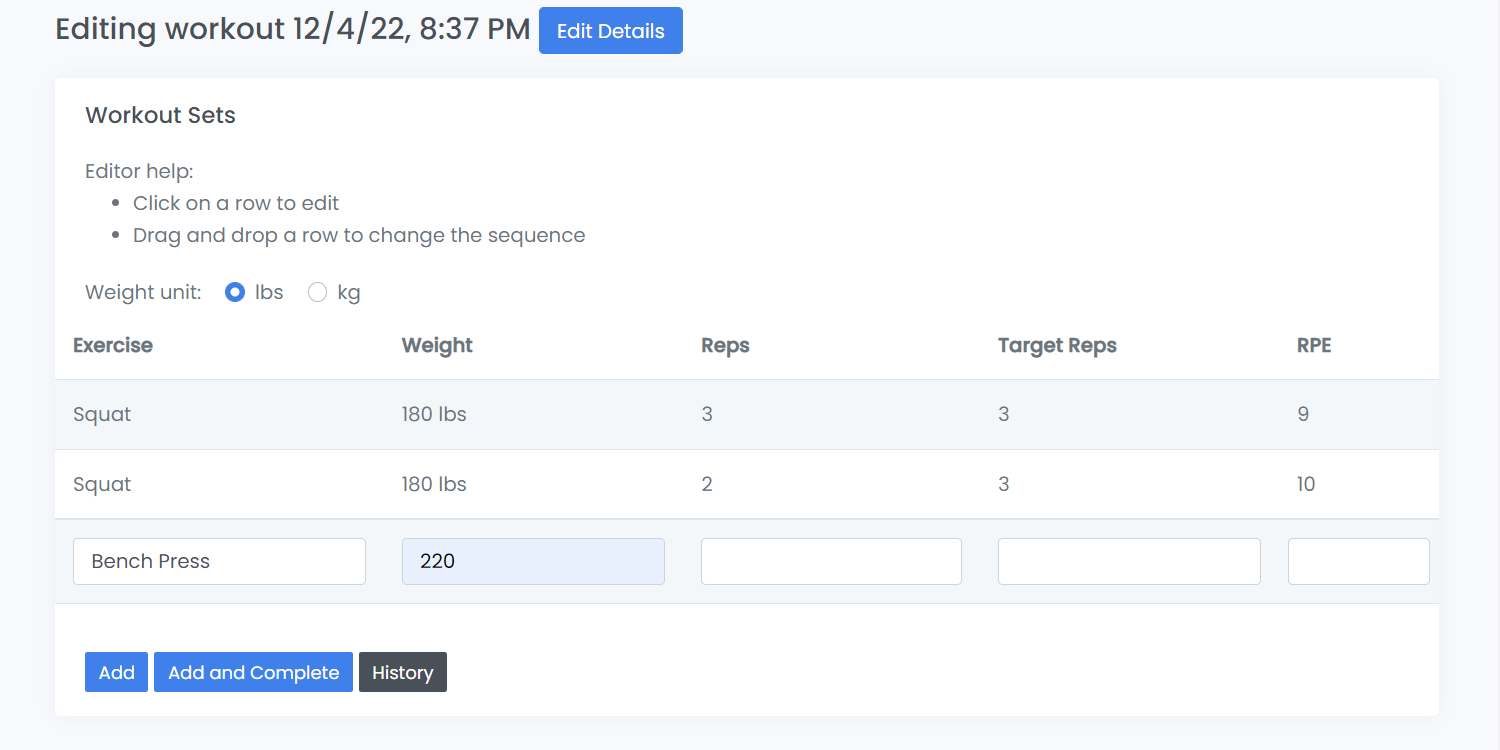 Editing workout 12/4/22, 8:37 PM Edit Details
Workout Sets
Editor help:
Click on a row to edit
Drag and drop a row to change the sequence
Weight unit: lbs kg
Exercise Weight Reps Target Reps RPE
Squat 180 lbs 3 3 9
Squat 180 lbs 2 3 10
Bench Press 220
Add Add and Complete History